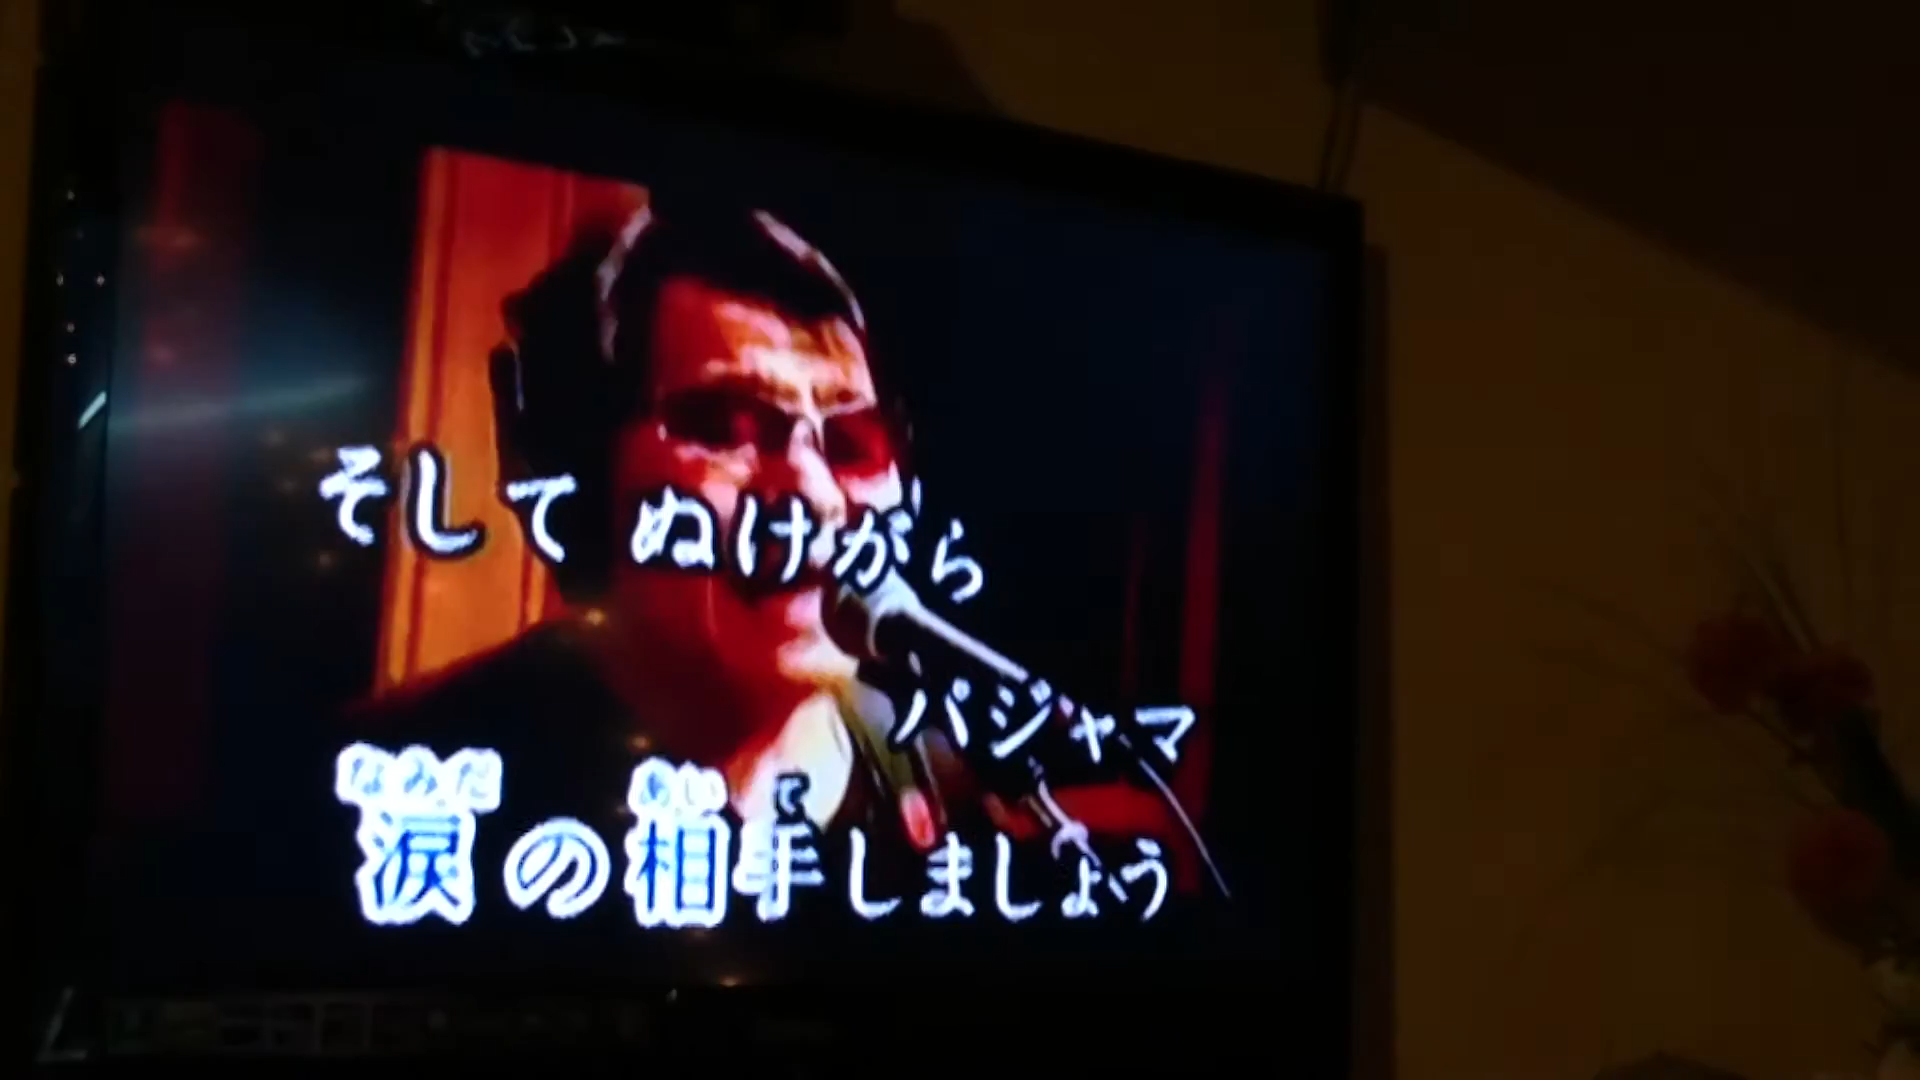 そして ぬけがら
パジャマ
なみだ あい て
涙の相手しましょう